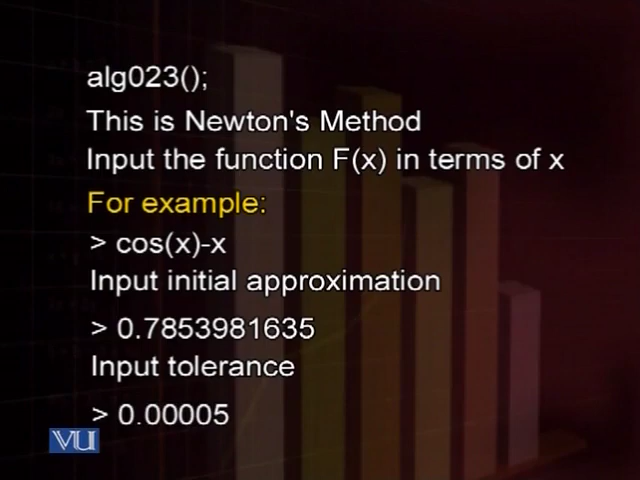 alg023();
This is Newton's Method
Input the function F(x) in terms of x
For example:
> cos(x)-x
Input initial approximation
> 0.7853981635
Input tolerance
> 0.00005
VU